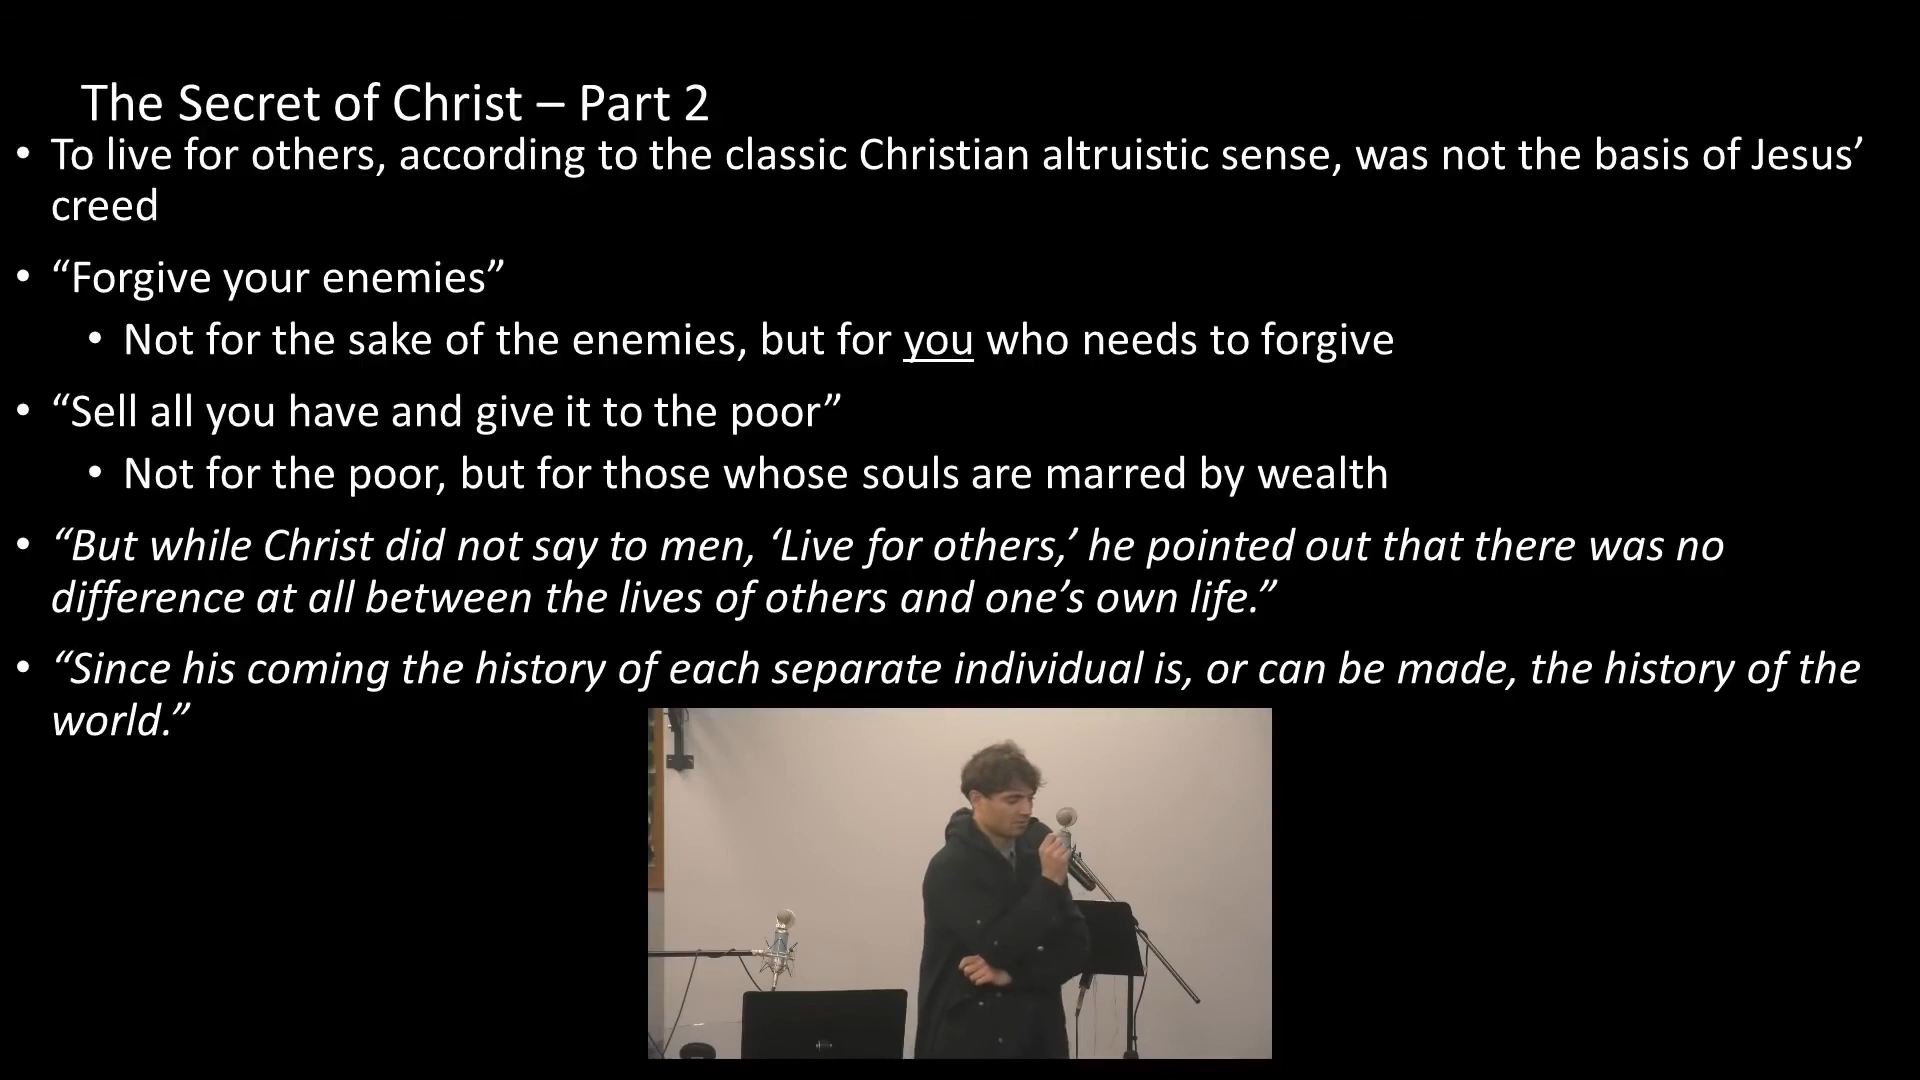 The Secret of Christ – Part 2
• To live for others, according to the classic Christian altruistic sense, was not the basis of Jesus’
creed
• “Forgive your enemies”
• Not for the sake of the enemies, but for you who needs to forgive
• “Sell all you have and give it to the poor”
• Not for the poor, but for those whose souls are marred by wealth
• “But while Christ did not say to men, ‘Live for others,’ he pointed out that there was no
difference at all between the lives of others and one’s own life.”
• “Since his coming the history of each separate individual is, or can be made, the history of the
world.”